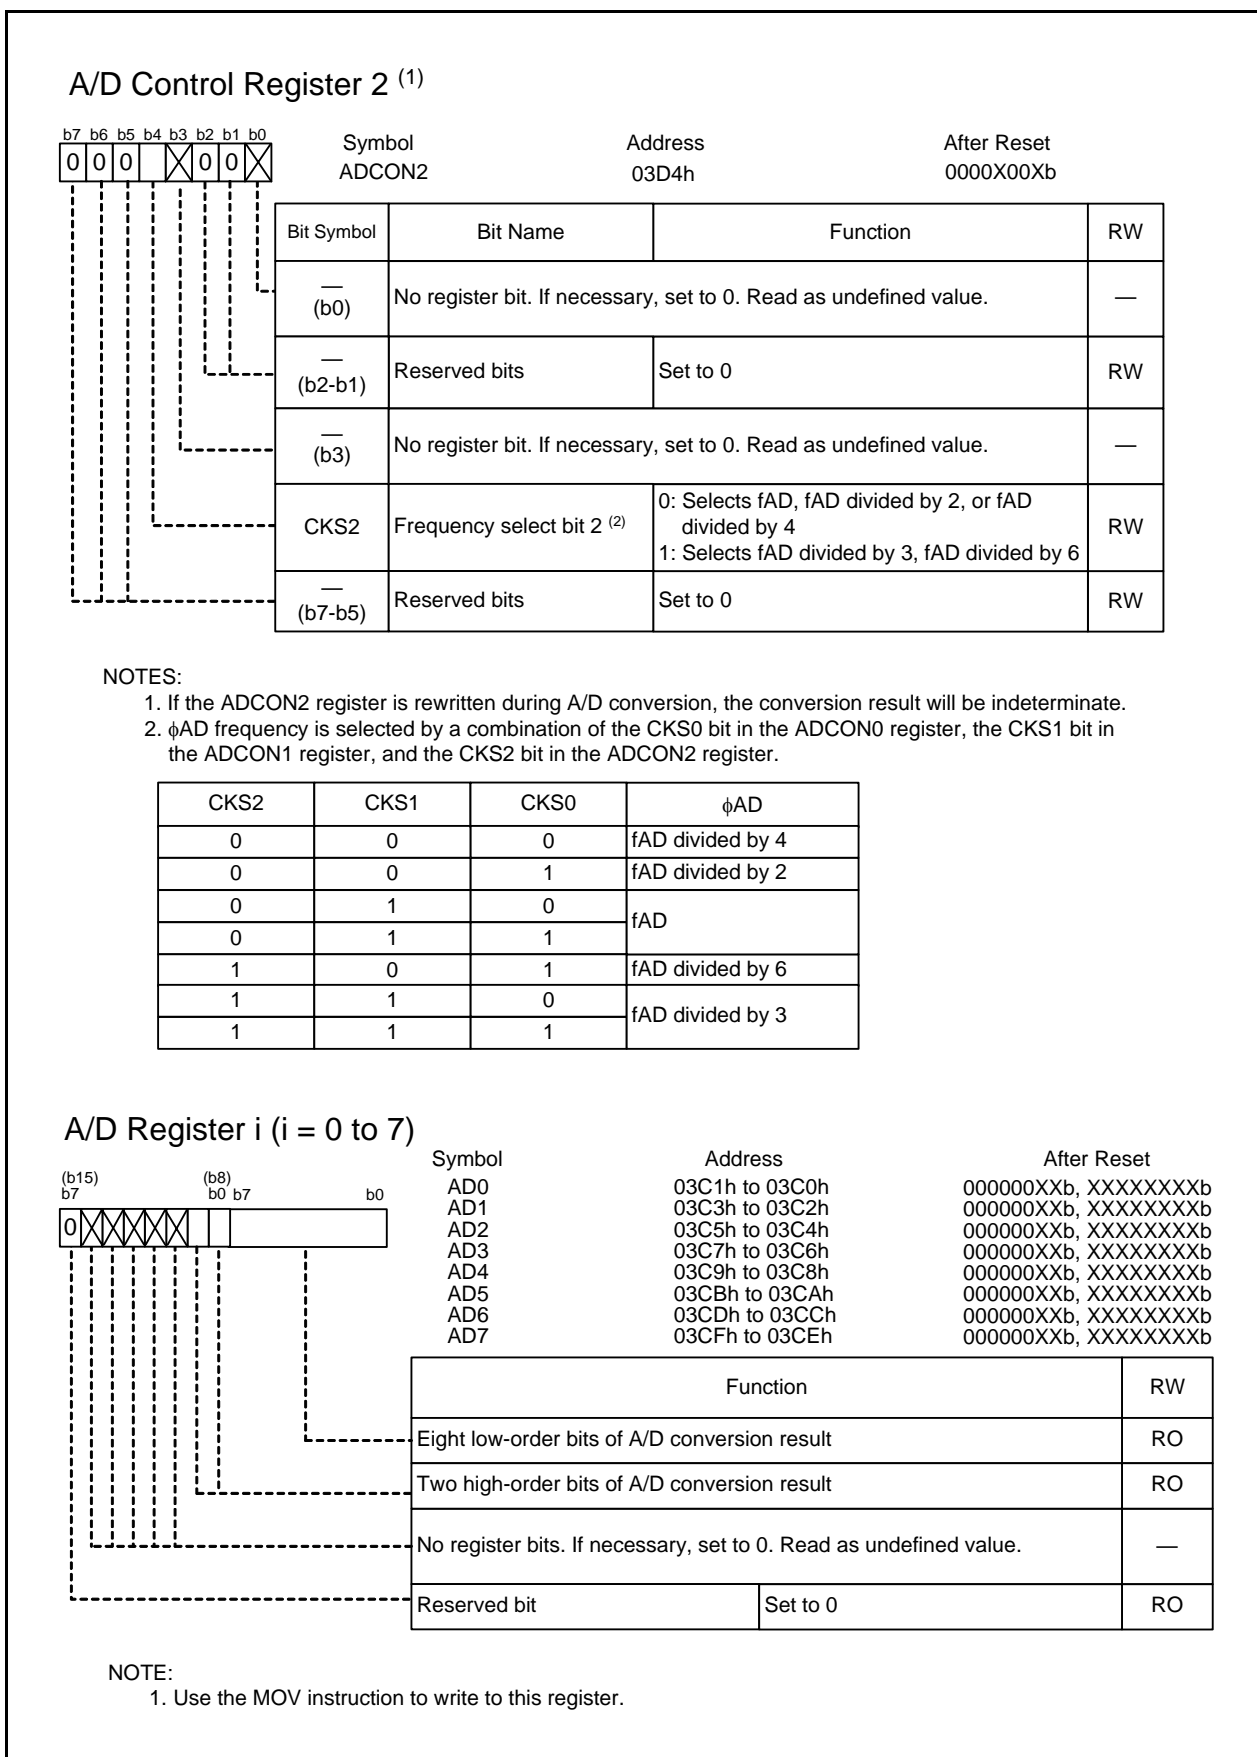 A/D Control Register 2 (1)
b7 b6 b5 b4 b3 b2 b1 b0
0 0 0 0 0
Symbol Address After Reset
ADCON2 03D4h 0000X00Xb
Bit Symbol Bit Name Function RW
— (b0) No register bit. If necessary, set to 0. Read as undefined value. —
— (b2-b1) Reserved bits Set to 0 RW
— (b3) No register bit. If necessary, set to 0. Read as undefined value. —
CKS2 Frequency select bit 2 (2) 0: Selects fAD, fAD divided by 2, or fAD
divided by 4
1: Selects fAD divided by 3, fAD divided by 6 RW
— (b7-b5) Reserved bits Set to 0 RW
NOTES:
1. If the ADCON2 register is rewritten during A/D conversion, the conversion result will be indeterminate.
2. ϕAD frequency is selected by a combination of the CKS0 bit in the ADCON0 register, the CKS1 bit in
the ADCON1 register, and the CKS2 bit in the ADCON2 register.
CKS2 CKS1 CKS0 ϕAD
0 0 0 fAD divided by 4
0 0 1 fAD divided by 2
0 1 0 fAD
0 1 1
1 0 1 fAD divided by 6
1 1 0 fAD divided by 3
1 1 1
A/D Register i (i = 0 to 7)
(b15) (b8)
b7 b0 b7 b0
0
Symbol Address After Reset
AD0 03C1h to 03C0h 000000XXb, XXXXXXXXb
AD1 03C3h to 03C2h 000000XXb, XXXXXXXXb
AD2 03C5h to 03C4h 000000XXb, XXXXXXXXb
AD3 03C7h to 03C6h 000000XXb, XXXXXXXXb
AD4 03C9h to 03C8h 000000XXb, XXXXXXXXb
AD5 03CBh to 03CAh 000000XXb, XXXXXXXXb
AD6 03CDh to 03CCh 000000XXb, XXXXXXXXb
AD7 03CFh to 03CEh 000000XXb, XXXXXXXXb
Function RW
Eight low-order bits of A/D conversion result RO
Two high-order bits of A/D conversion result RO
No register bits. If necessary, set to 0. Read as undefined value. —
Reserved bit Set to 0 RO
NOTE:
1. Use the MOV instruction to write to this register.